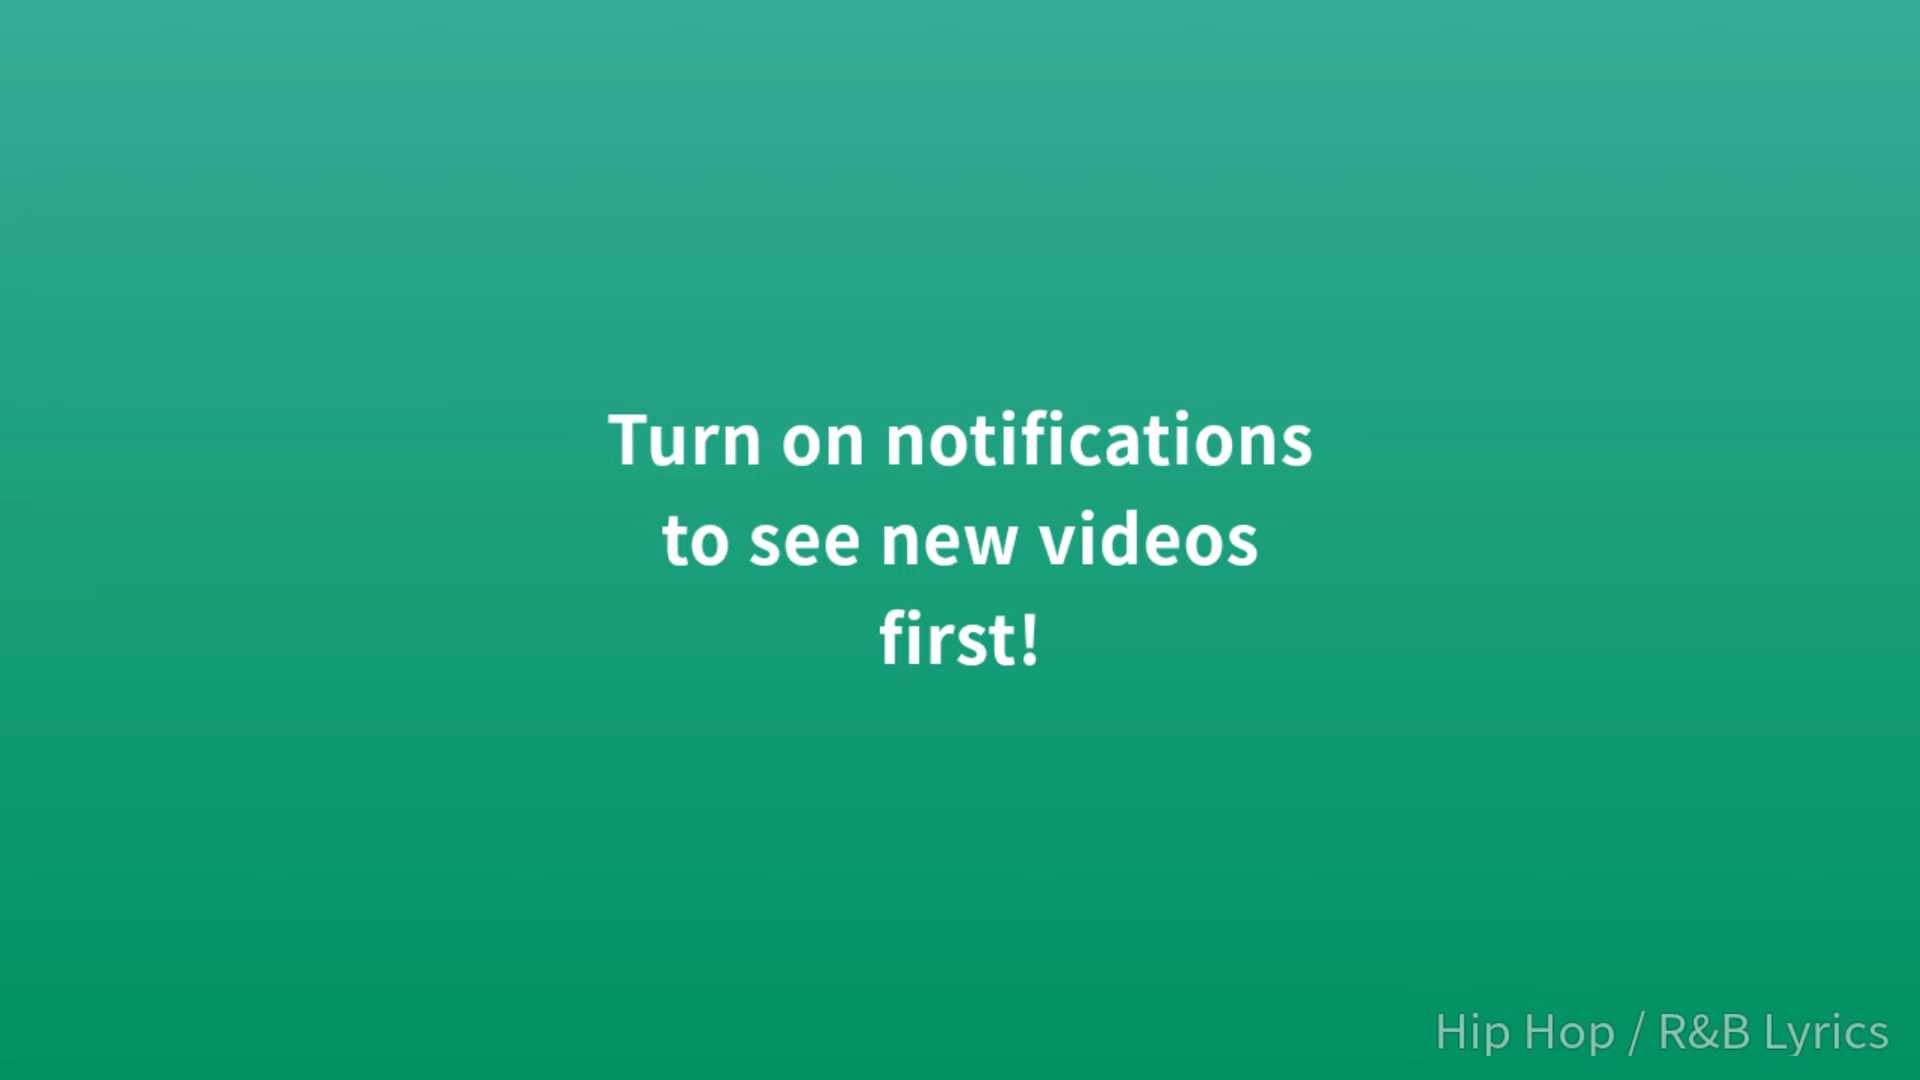 Turn on notifications
to see new videos
first!
Hip Hop / R&B Lyrics